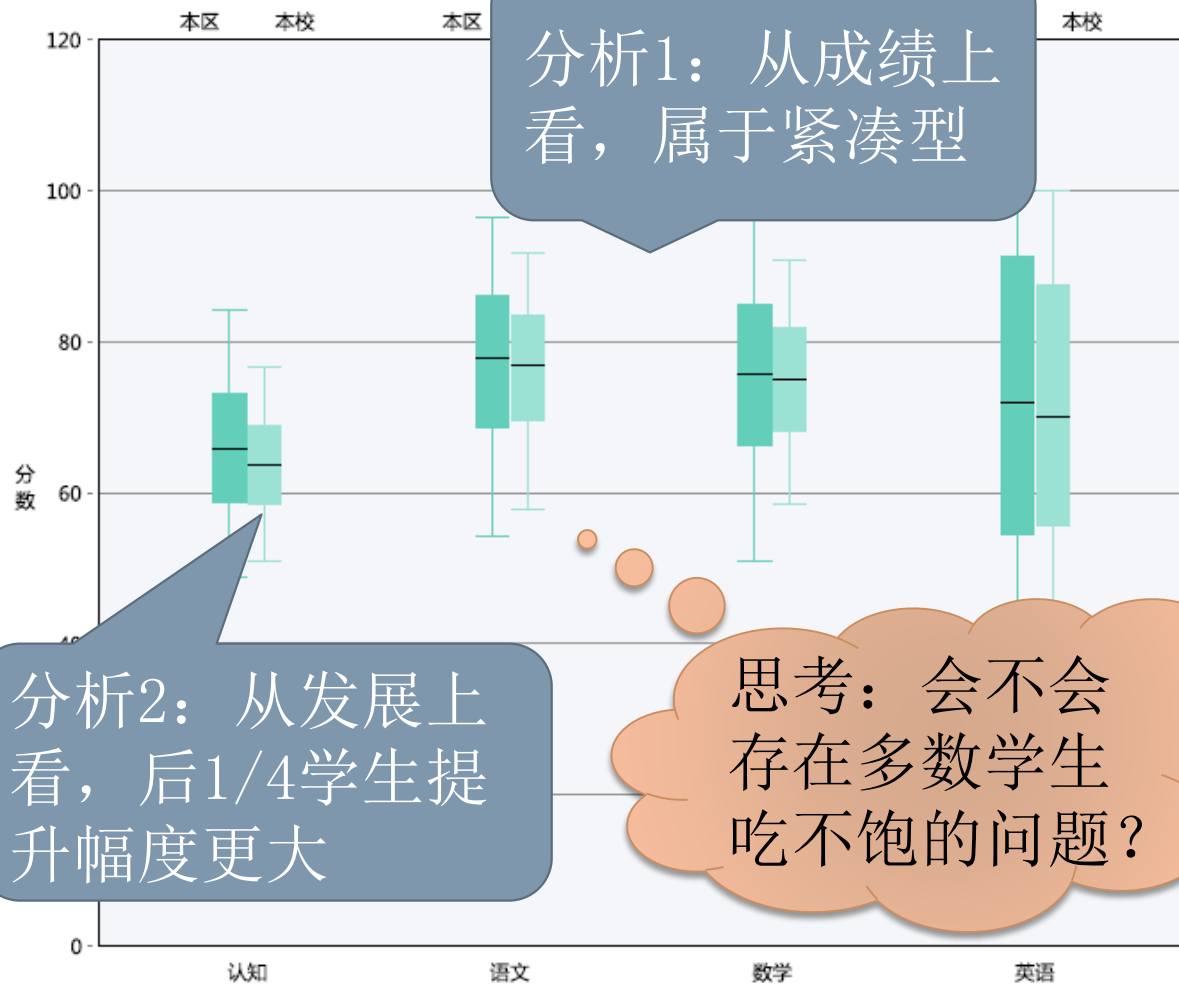 本区 本校 本区 本校
分析1：从成绩上
看，属于紧凑型
120
100
80
60
分数
分析2：从发展上
看，后1/4学生提
升幅度更大
思考：会不会
存在多数学生
吃不饱的问题？
0
认知 语文 数学 英语